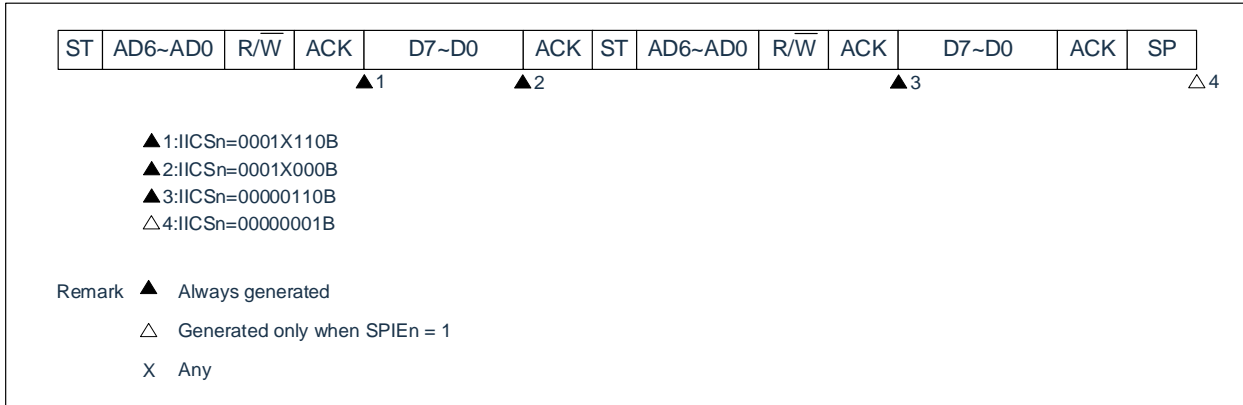 ST AD6~AD0 R/W̅ ACK D7~D0 ACK ST AD6~AD0 R/W̅ ACK D7~D0 ACK SP
▲1 ▲2 ▲3 △4
▲1:IICSn=0001X110B
▲2:IICSn=0001X000B
▲3:IICSn=00000110B
△4:IICSn=00000001B
Remark ▲ Always generated
△ Generated only when SPIEn = 1
X Any